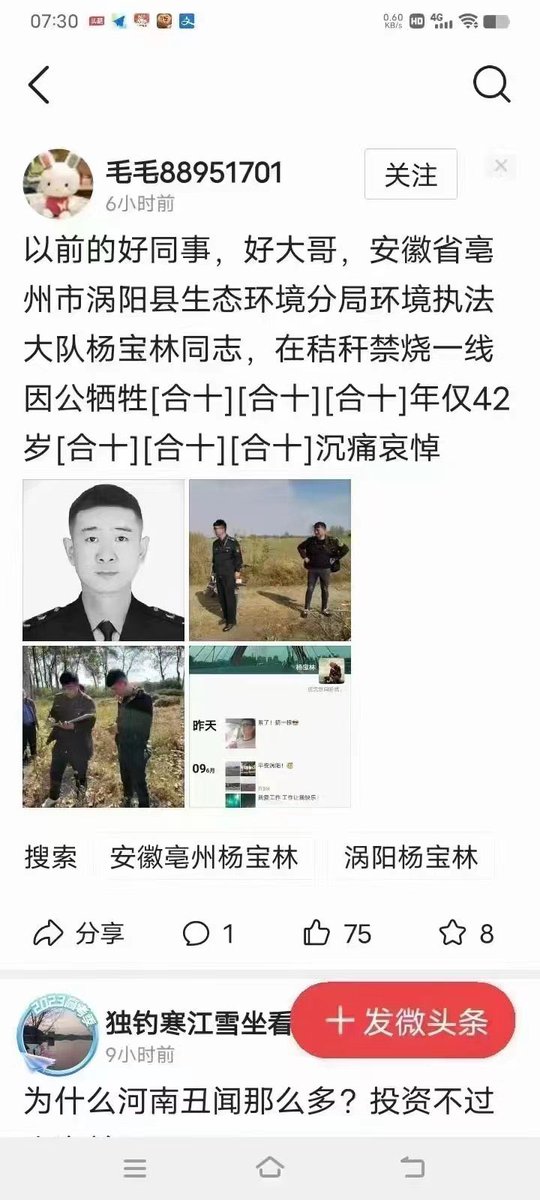 07:30
0.60 KB/s HD 4G
毛毛88951701
关注
6小时前
以前的好同事，好大哥，安徽省亳
州市涡阳县生态环境分局环境执法
大队杨宝林同志，在秸秆禁烧一线
因公牺牲[合十][合十][合十]年仅42
岁[合十][合十][合十]沉痛哀悼
杨宝林
昨天
累了！躺一族
096月
平安涡阳！
我爱工作 工作让我快乐
搜索
安徽亳州杨宝林
涡阳杨宝林
分享
1
75
8
独钓寒江雪坐看
9小时前
十发微头条
为什么河南丑闻那么多？投资不过